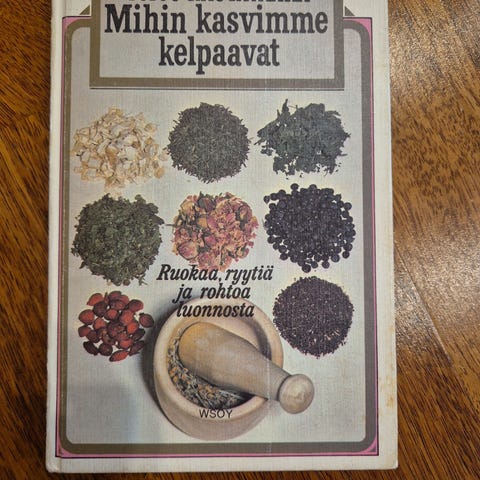 Mihin kasvimme
kelpaavat
Ruokaa, ryytiä
ja rohtoa
luonnosta
WSOY